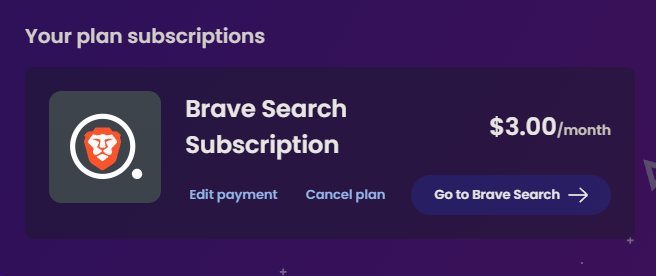 Your plan subscriptions
Brave Search
Subscription
$3.00/month
Edit payment
Cancel plan
Go to Brave Search